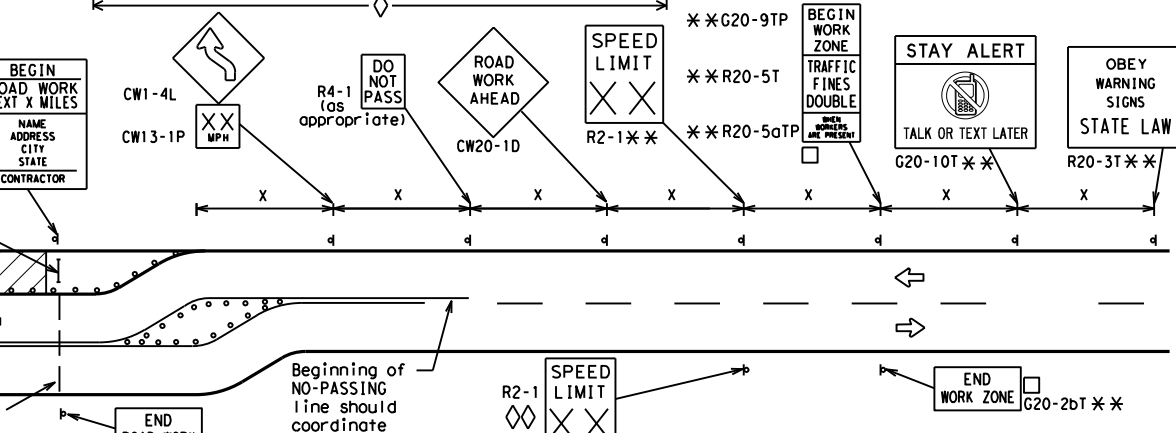 BEGIN
ROAD WORK
NEXT X MILES
NAME
ADDRESS
CITY
STATE
CONTRACTOR
CW1-4L
CW13-1P
XX
MPH
R4-1
(as
appropriate)
DO
NOT
PASS
ROAD
WORK
AHEAD
CW20-1D
SPEED
LIMIT
X X
R2-1**
**G20-9TP
**R20-5T
**R20-5aTP
BEGIN
WORK
ZONE
TRAFFIC
FINES
DOUBLE
WHEN
WORKERS
ARE PRESENT
STAY ALERT
TALK OR TEXT LATER
G20-10T**
OBEY
WARNING
SIGNS
STATE LAW
R20-3T**
X X X X X X X
Beginning of
NO-PASSING
line should
coordinate
R2-1
◊◊
SPEED
LIMIT
X X
END
WORK ZONE
G20-2bT**
END
ROAD WORK